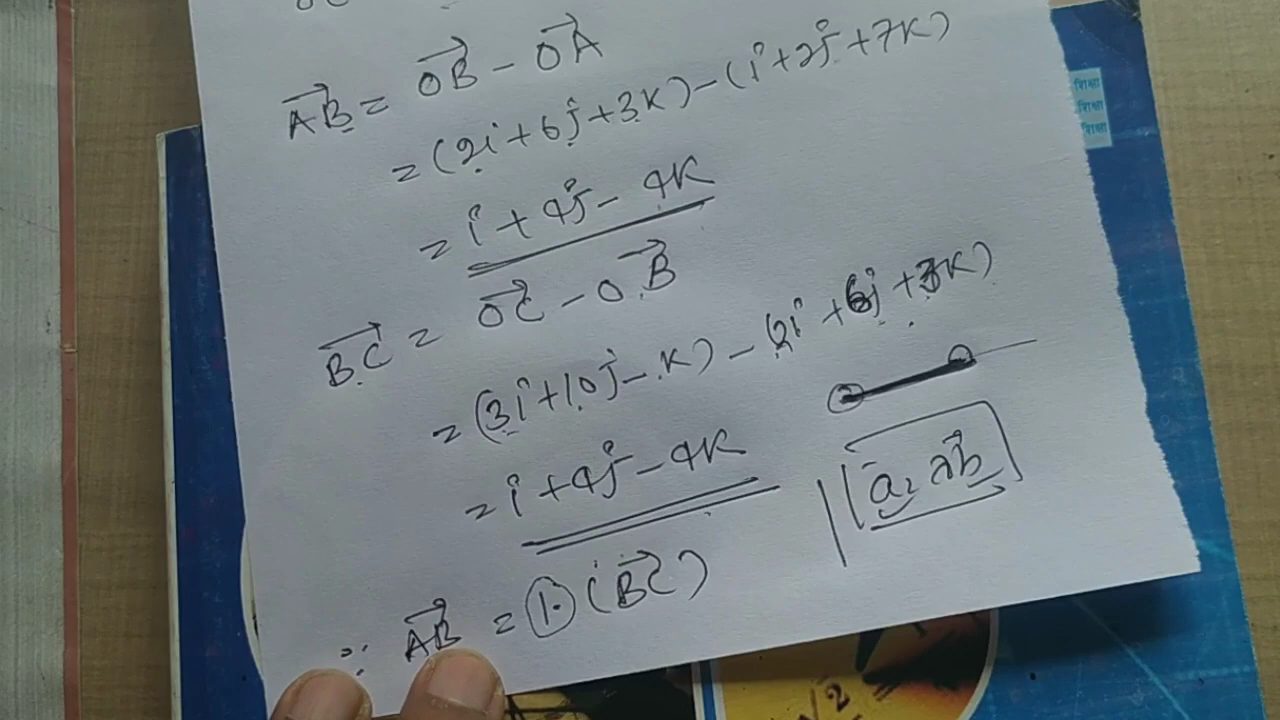 AB⃗ = OB⃗ - OA⃗
= (2i + 6j + 3K) - (i + 2j + 7K)
= i + 4j - 4K
BC⃗ = OC⃗ - OB⃗
= (3i + 10j - K) - (2i + 6j + 3K)
= i + 4j - 4K
a⃗ = λb⃗
∵ AB⃗ = 1·(BC⃗)
शिक्षा
शिक्षा
शिक्षा
√2